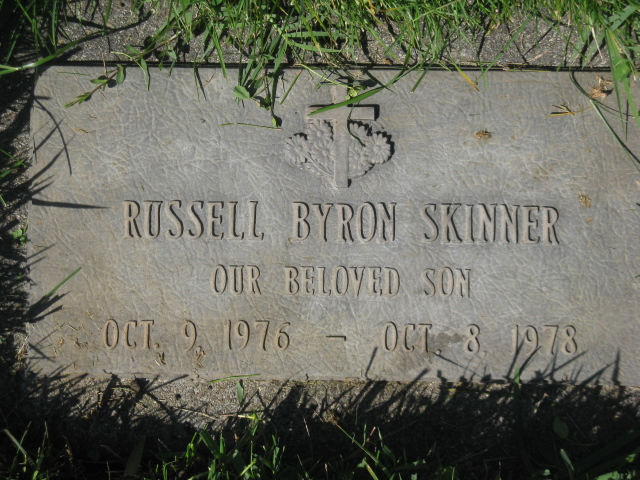 RUSSELL BYRON SKINNER
OUR BELOVED SON
OCT. 9, 1976 – OCT. 8, 1978